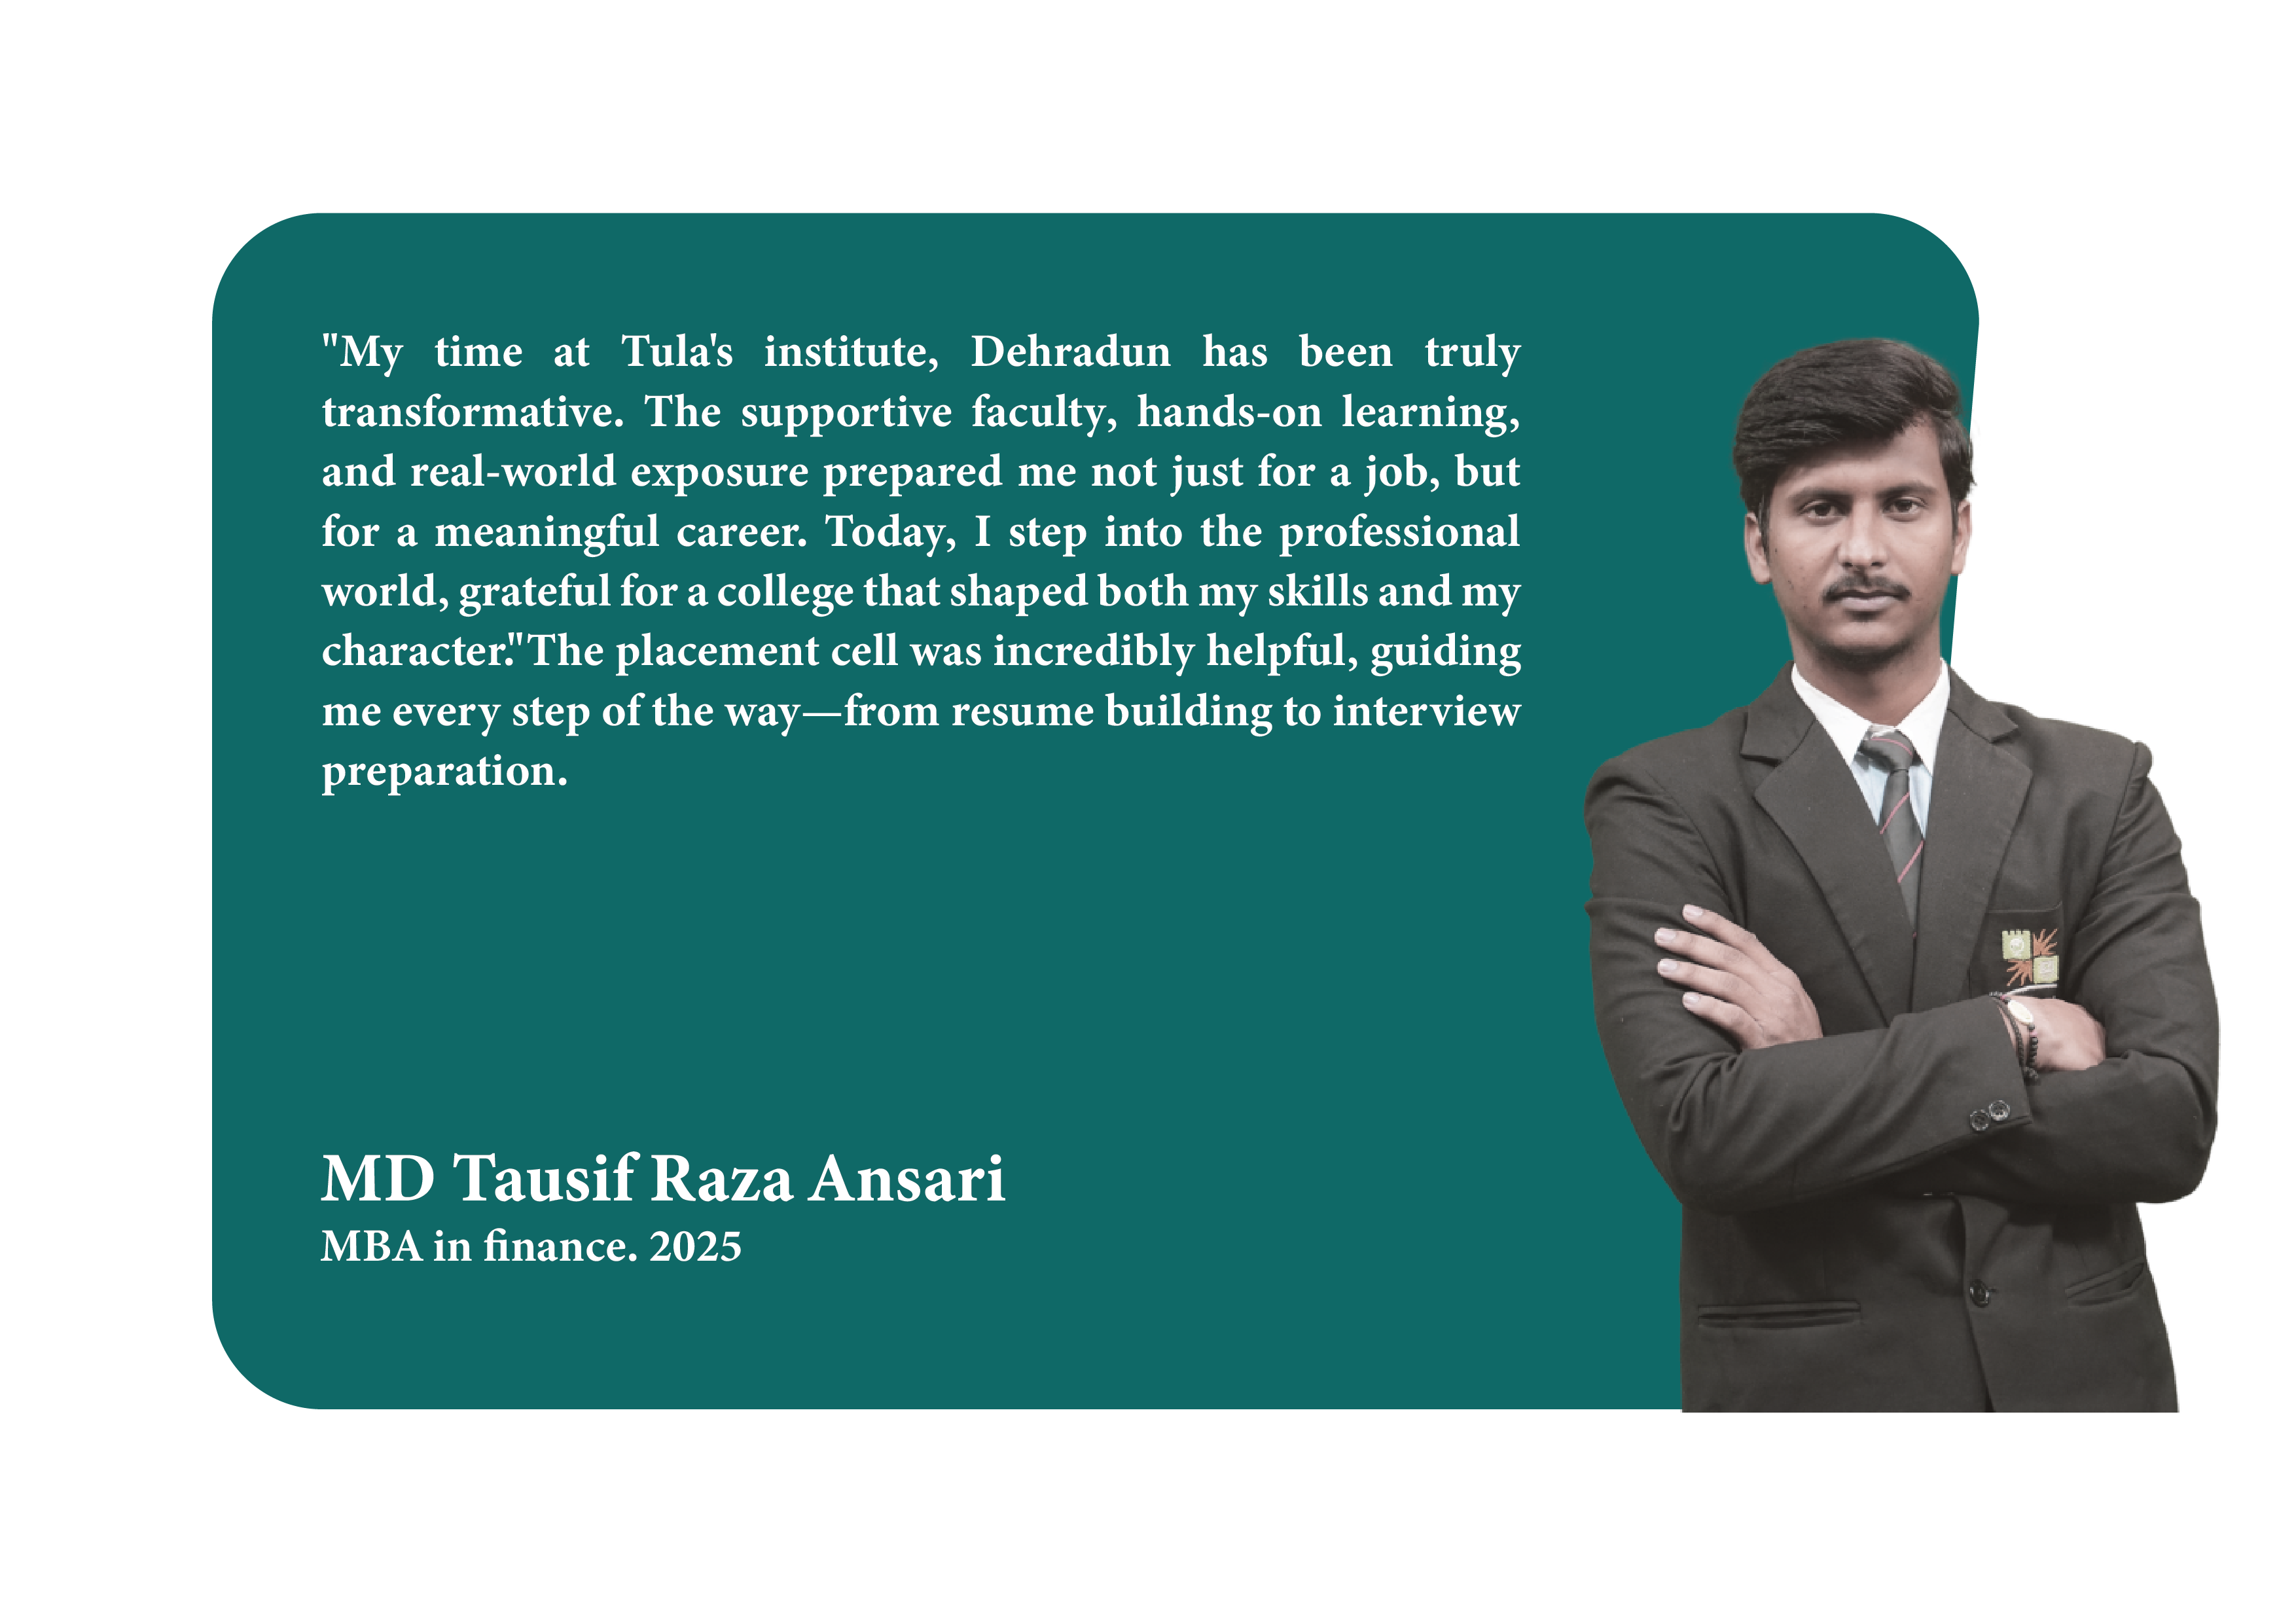 "My time at Tula's institute, Dehradun has been truly
transformative. The supportive faculty, hands-on learning,
and real-world exposure prepared me not just for a job, but
for a meaningful career. Today, I step into the professional
world, grateful for a college that shaped both my skills and my
character."The placement cell was incredibly helpful, guiding
me every step of the way—from resume building to interview
preparation.
MD Tausif Raza Ansari
MBA in finance. 2025